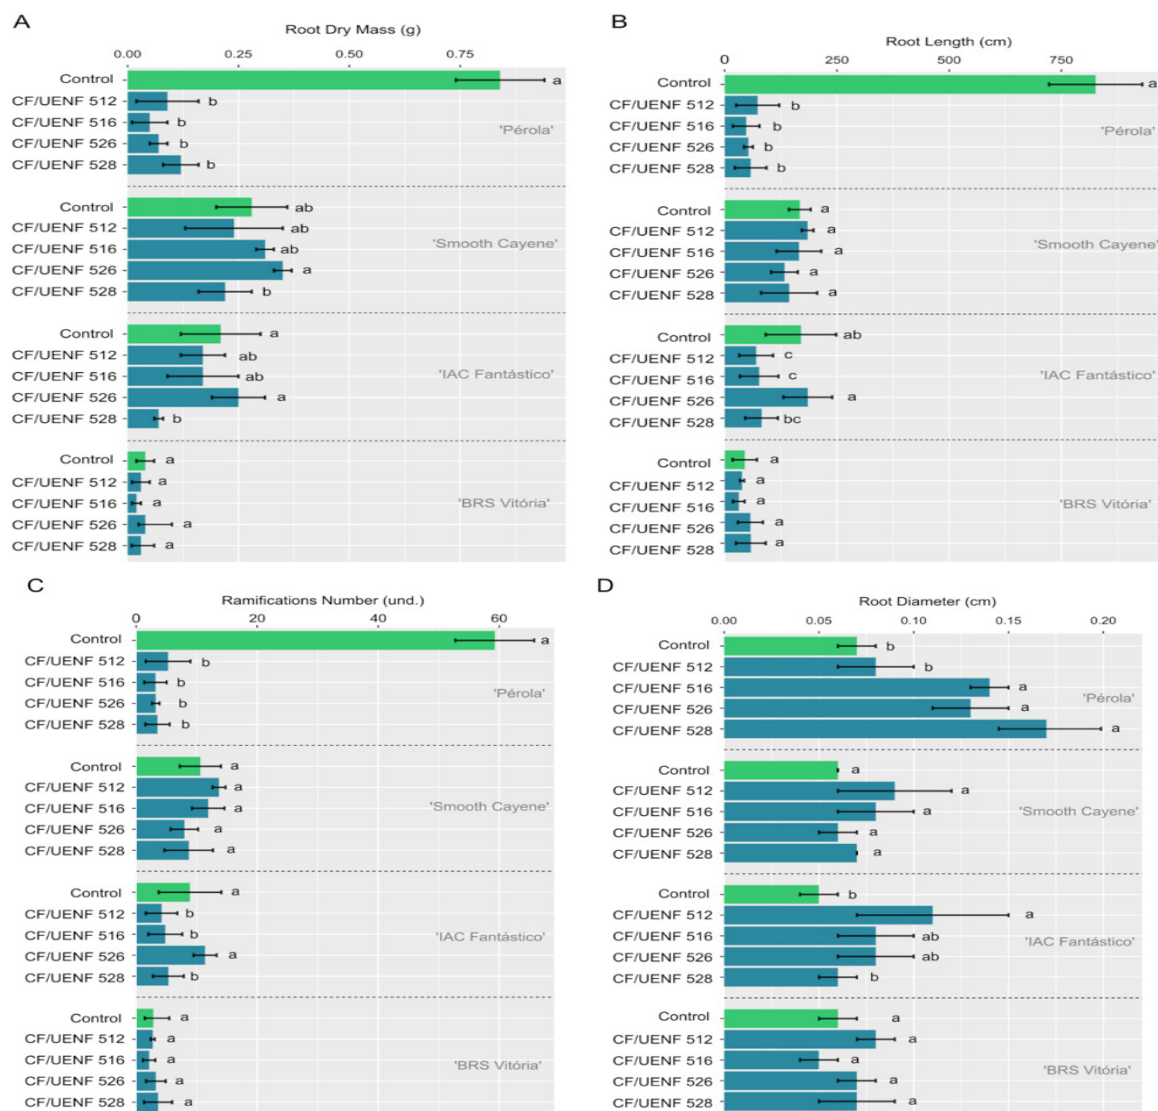 A
Root Dry Mass (g)
0.00 0.25 0.50 0.75
Control a
CF/UENF 512 b
CF/UENF 516 b
'Pérola'
CF/UENF 526 b
CF/UENF 528 b
Control ab
CF/UENF 512 ab
'Smooth Cayene'
CF/UENF 516 ab
CF/UENF 526 a
CF/UENF 528 b
Control a
CF/UENF 512 ab
CF/UENF 516 ab
'IAC Fantástico'
CF/UENF 526 a
CF/UENF 528 b
Control a
CF/UENF 512 a
CF/UENF 516 a
'BRS Vitória'
CF/UENF 526 a
CF/UENF 528 a
B
Root Length (cm)
0 250 500 750
Control a
CF/UENF 512 b
CF/UENF 516 b
'Pérola'
CF/UENF 526 b
CF/UENF 528 b
Control a
CF/UENF 512 a
'Smooth Cayene'
CF/UENF 516 a
CF/UENF 526 a
CF/UENF 528 a
Control ab
CF/UENF 512 c
CF/UENF 516 c
'IAC Fantástico'
CF/UENF 526 a
CF/UENF 528 bc
Control a
CF/UENF 512 a
CF/UENF 516 a
'BRS Vitória'
CF/UENF 526 a
CF/UENF 528 a
C
Ramifications Number (und.)
0 20 40 60
Control a
CF/UENF 512 b
CF/UENF 516 b
'Pérola'
CF/UENF 526 b
CF/UENF 528 b
Control a
CF/UENF 512 a
CF/UENF 516 a
'Smooth Cayene'
CF/UENF 526 a
CF/UENF 528 a
Control a
CF/UENF 512 b
CF/UENF 516 b
'IAC Fantástico'
CF/UENF 526 a
CF/UENF 528 b
Control a
CF/UENF 512 a
CF/UENF 516 a
'BRS Vitória'
CF/UENF 526 a
CF/UENF 528 a
D
Root Diameter (cm)
0.00 0.05 0.10 0.15 0.20
Control b
CF/UENF 512 b
CF/UENF 516 a
'Pérola'
CF/UENF 526 a
CF/UENF 528 a
Control a
CF/UENF 512 a
CF/UENF 516 a
'Smooth Cayene'
CF/UENF 526 a
CF/UENF 528 a
Control b
CF/UENF 512 a
CF/UENF 516 ab
'IAC Fantástico'
CF/UENF 526 ab
CF/UENF 528 b
Control a
CF/UENF 512 a
CF/UENF 516 a
'BRS Vitória'
CF/UENF 526 a
CF/UENF 528 a